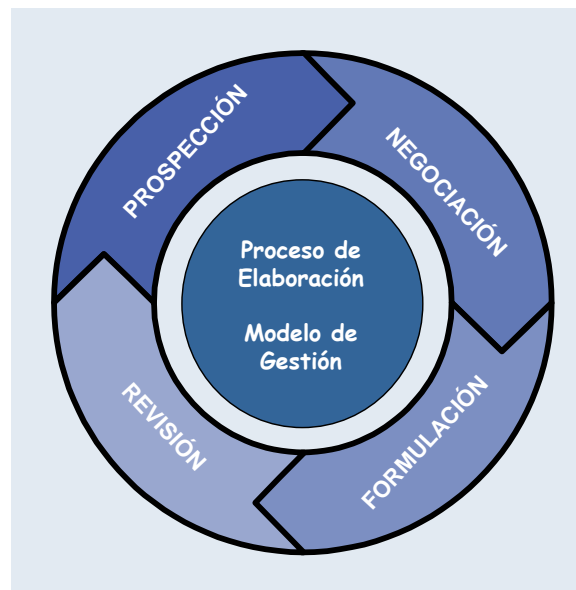 PROSPECCIÓN
NEGOCIACIÓN
Proceso de
Elaboración
Modelo de
Gestión
REVISIÓN
FORMULACIÓN